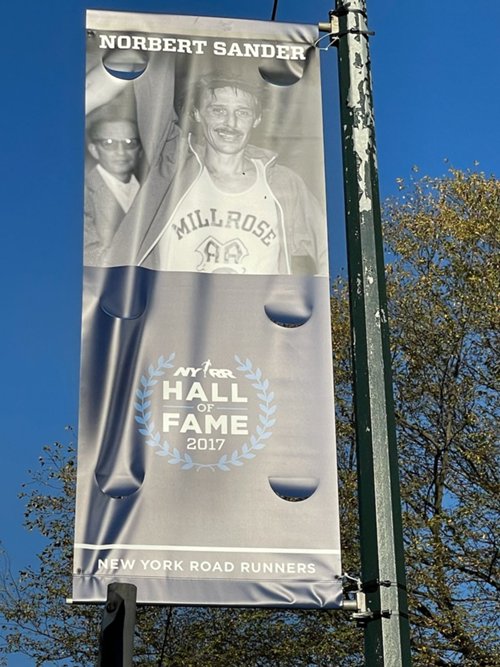 NORBERT SANDER
MILLROSE
AA
NYRR
HALL
OF
FAME
2017
NEW YORK ROAD RUNNERS